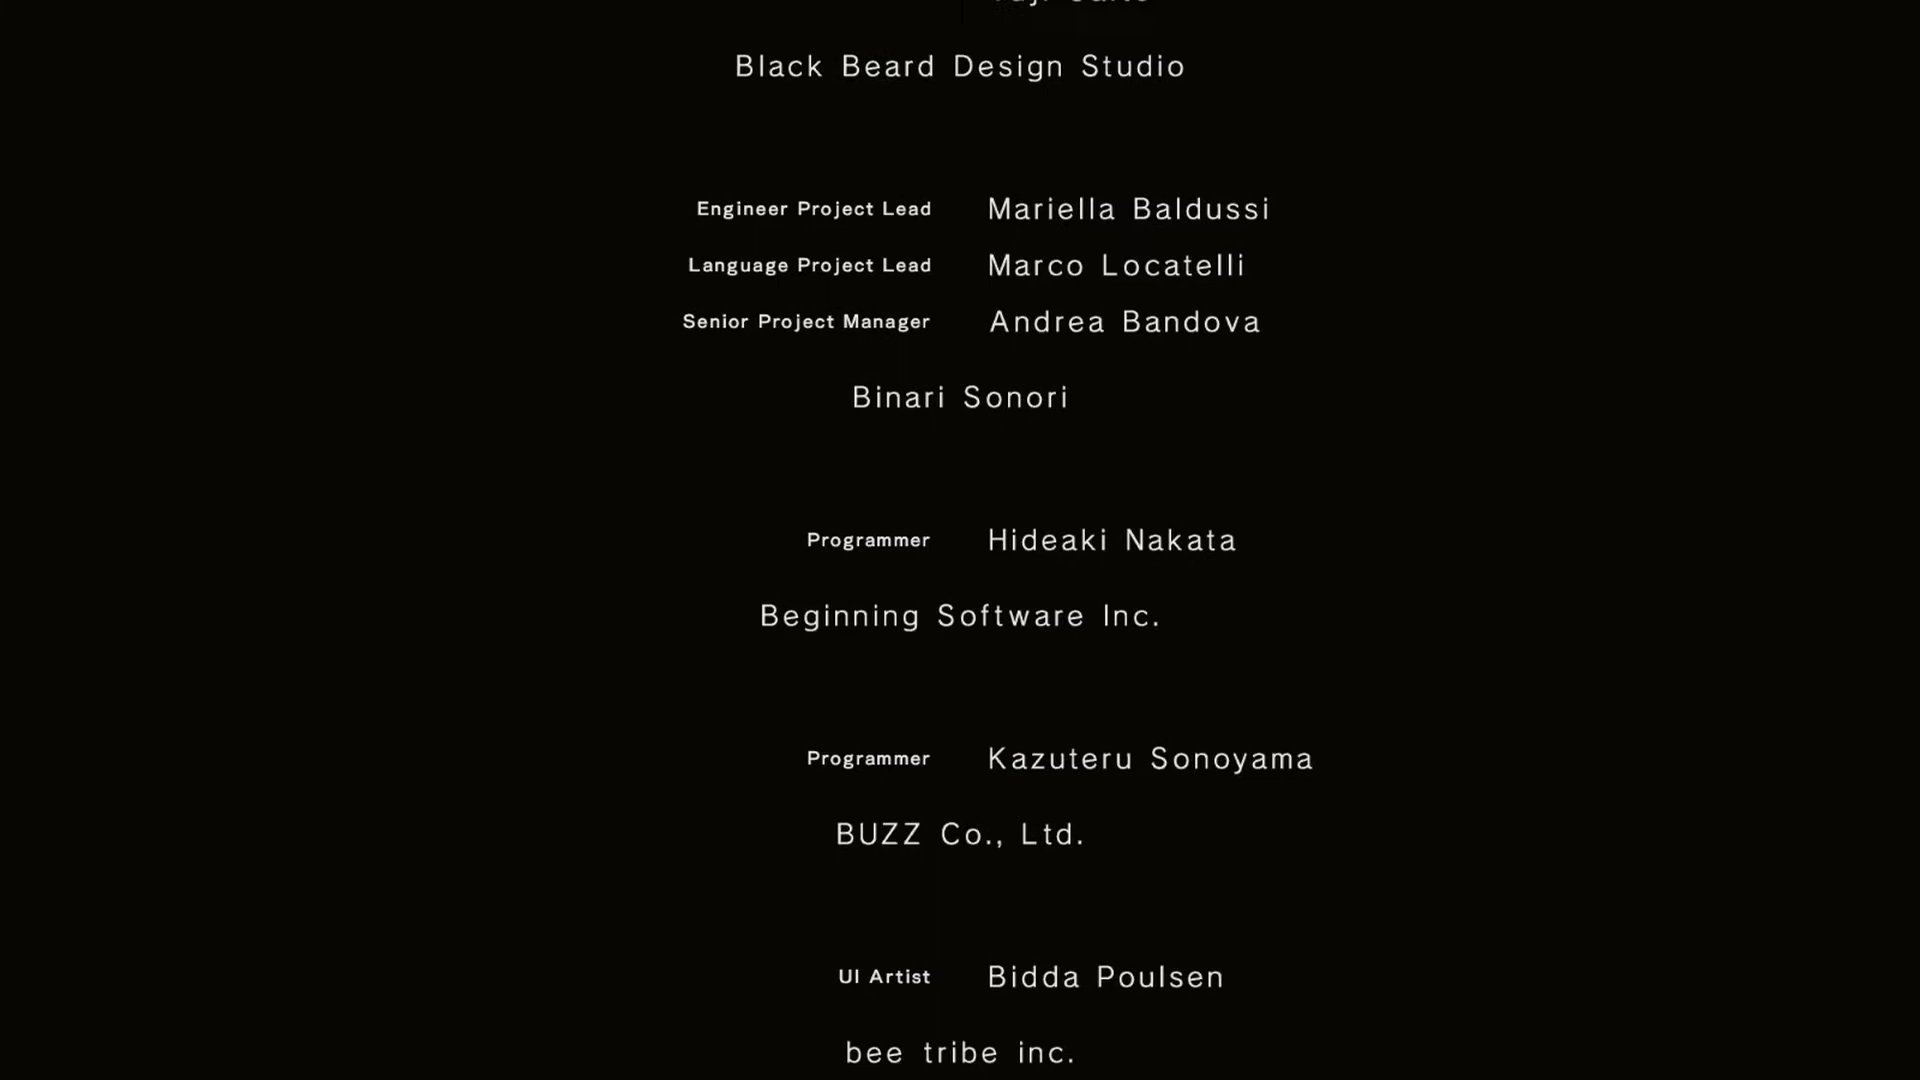 Black Beard Design Studio
Engineer Project Lead Mariella Baldussi
Language Project Lead Marco Locatelli
Senior Project Manager Andrea Bandova
Binari Sonori
Programmer Hideaki Nakata
Beginning Software Inc.
Programmer Kazuteru Sonoyama
BUZZ Co., Ltd.
UI Artist Bidda Poulsen
bee tribe inc.